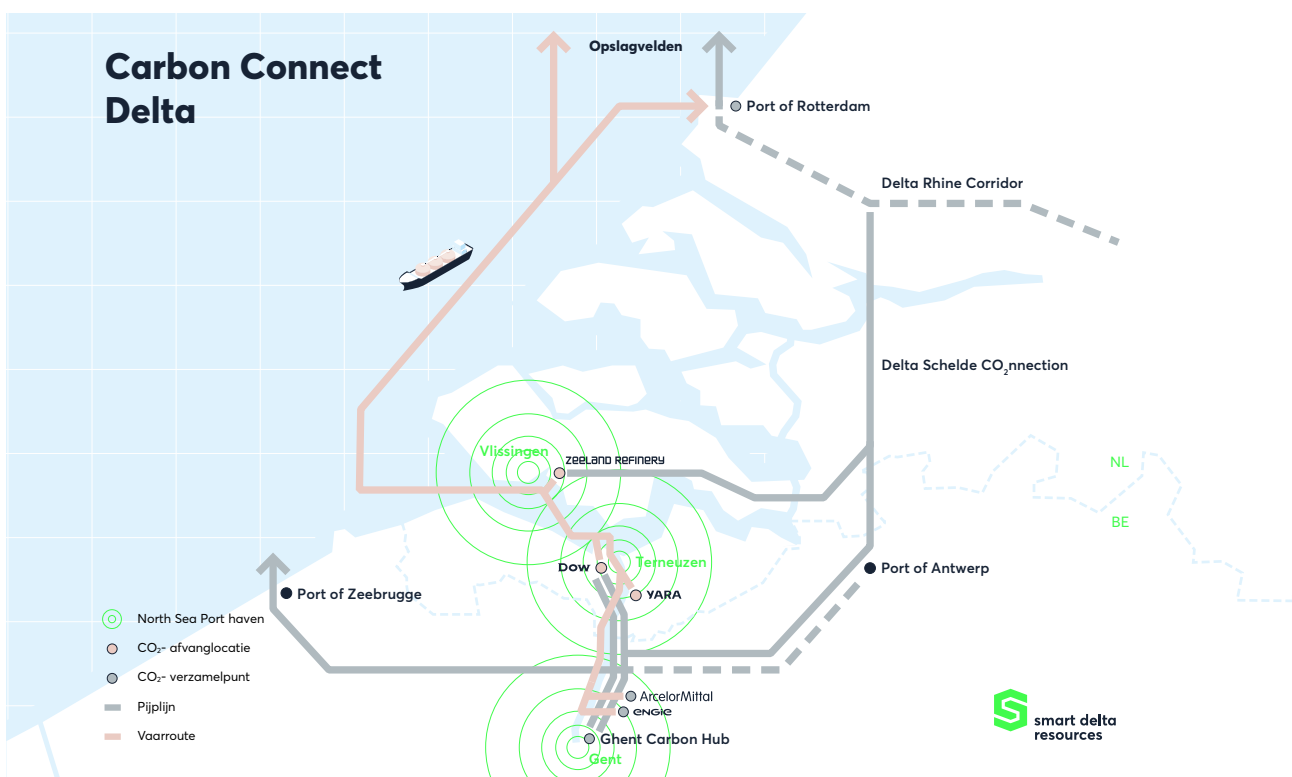 Carbon Connect
Delta
Opslagvelden
Port of Rotterdam
Delta Rhine Corridor
Delta Schelde CO₂nnection
Vlissingen
ZEELAND REFINERY
NL
BE
Dow
Terneuzen
YARA
Port of Antwerp
Port of Zeebrugge
North Sea Port haven
CO₂- afvanglocatie
CO₂- verzamelpunt
Pijplijn
Vaarroute
ArcelorMittal
ENGIE
Ghent Carbon Hub
Gent
smart delta
resources